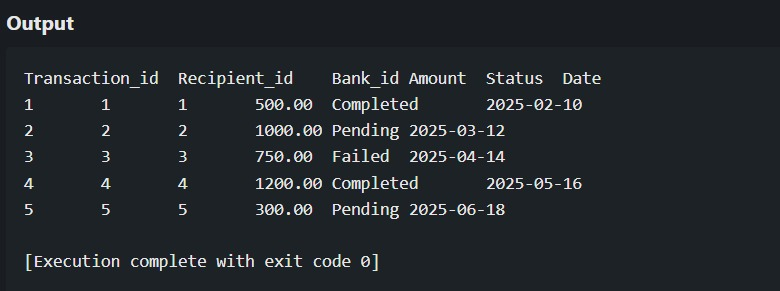 Output
Transaction_id Recipient_id Bank_id Amount Status Date
1 1 1 500.00 Completed 2025-02-10
2 2 2 1000.00 Pending 2025-03-12
3 3 3 750.00 Failed 2025-04-14
4 4 4 1200.00 Completed 2025-05-16
5 5 5 300.00 Pending 2025-06-18
[Execution complete with exit code 0]